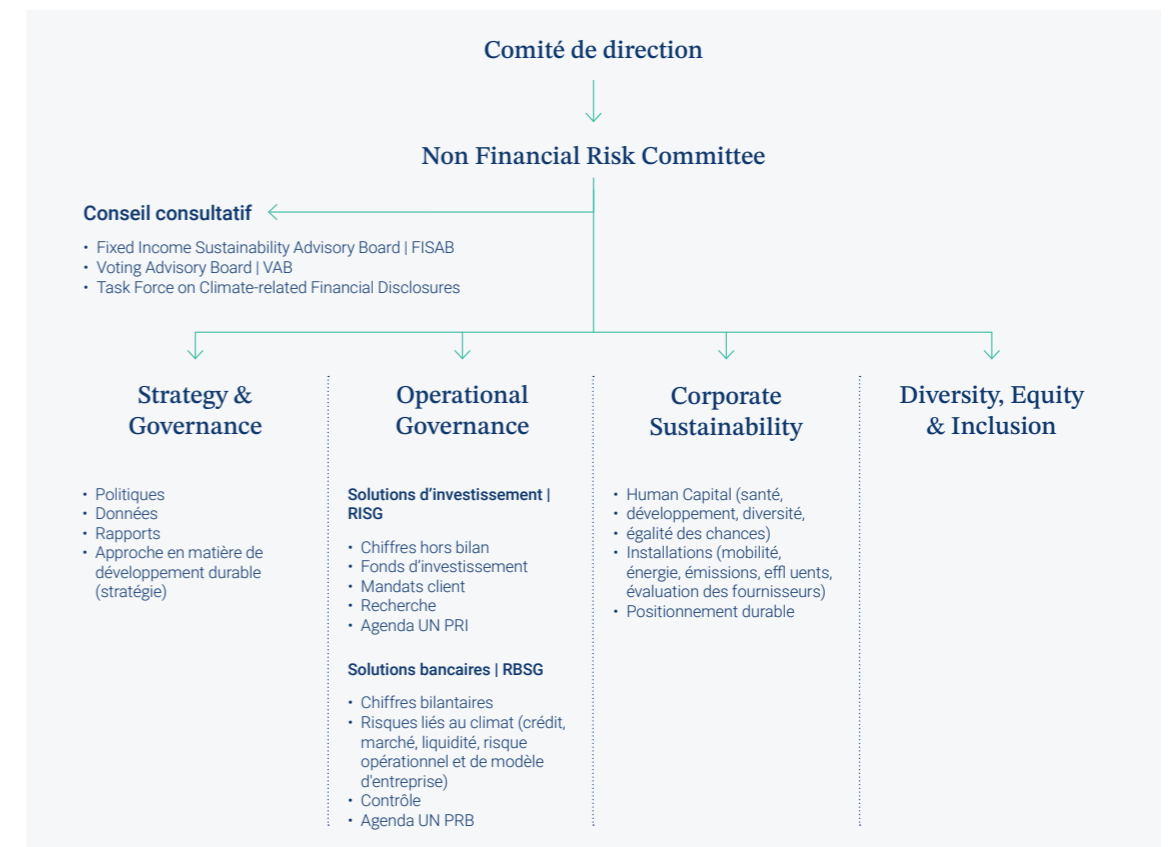 Comité de direction
Non Financial Risk Committee
Conseil consultatif
• Fixed Income Sustainability Advisory Board | FISAB
• Voting Advisory Board | VAB
• Task Force on Climate-related Financial Disclosures
Strategy &
Governance
• Politiques
• Données
• Rapports
• Approche en matière de
développement durable
(stratégie)
Operational
Governance
Solutions d'investissement |
RISG
• Chiffres hors bilan
• Fonds d'investissement
• Mandats client
• Recherche
• Agenda UN PRI
Solutions bancaires | RBSG
• Chiffres bilantaires
• Risques liés au climat (crédit,
marché, liquidité, risque
opérationnel et de modèle
d'entreprise)
• Contrôle
• Agenda UN PRB
Corporate
Sustainability
• Human Capital (santé,
• développement, diversité,
• égalité des chances)
• Installations (mobilité,
énergie, émissions, effl uents,
évaluation des fournisseurs)
• Positionnement durable
Diversity, Equity
& Inclusion